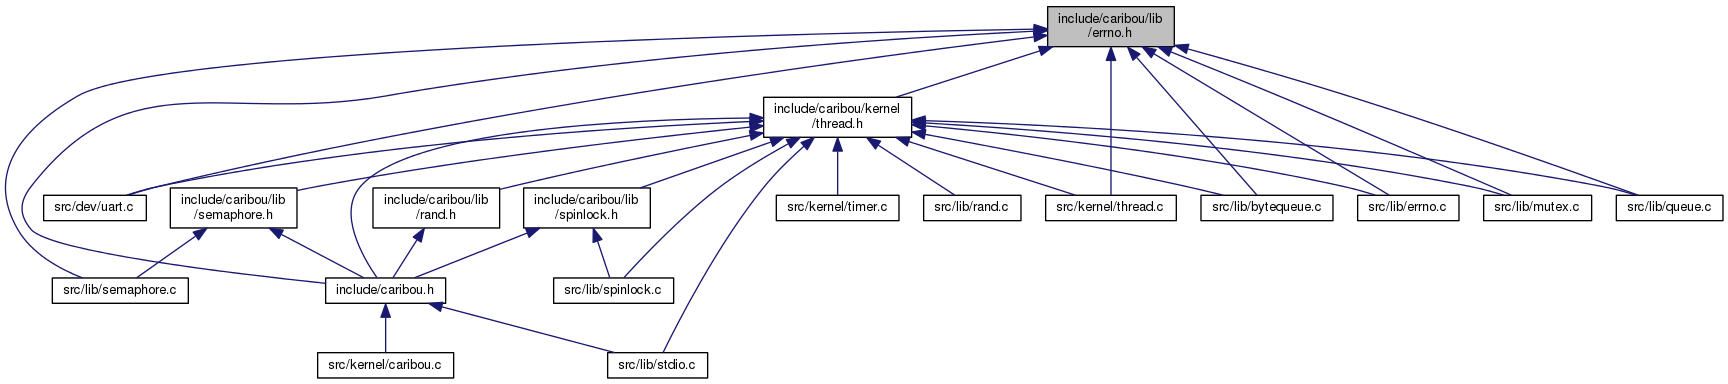 include/caribou/lib
/errno.h
include/caribou/kernel
/thread.h
src/dev/uart.c
include/caribou/lib
/semaphore.h
include/caribou/lib
/rand.h
include/caribou/lib
/spinlock.h
src/kernel/timer.c
src/lib/rand.c
src/kernel/thread.c
src/lib/bytequeue.c
src/lib/errno.c
src/lib/mutex.c
src/lib/queue.c
src/lib/semaphore.c
include/caribou.h
src/lib/spinlock.c
src/kernel/caribou.c
src/lib/stdio.c